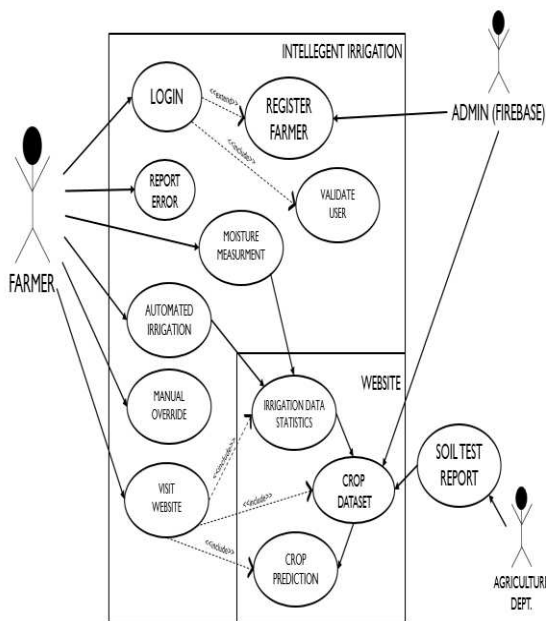 INTELLEGENT IRRIGATION
LOGIN
<<extend>>
REGISTER
FARMER
ADMIN (FIREBASE)
<<include>>
REPORT
ERROR
VALIDATE
USER
MOISTURE
MEASURMENT
FARMER
AUTOMATED
IRRIGATION
WEBSITE
MANUAL
OVERRIDE
IRRIGATION DATA
STATISTICS
<<include>>
SOIL TEST
REPORT
VISIT
WEBSITE
<<include>>
CROP
DATASET
<<include>>
CROP
PREDICTION
AGRICULTURE
DEPT.